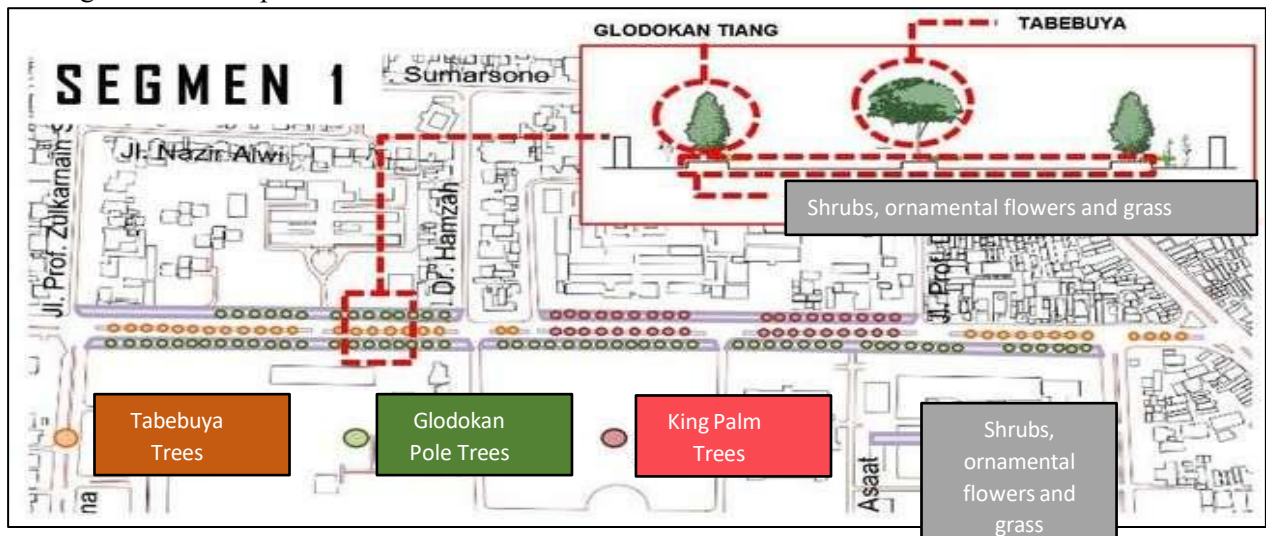 GLODOKAN TIANG
TABEBUYA
SEGMEN 1
Sumarsono
Jl. Nazir Alwi
Jl. Prof. Zulkarnain
Dr. Hamzah
Shrubs, ornamental flowers and grass
Jl. Prof.
Tabebuya
Trees
Glodokan
Pole Trees
King Palm
Trees
Shrubs,
ornamental
flowers and
grass
Asaat
na